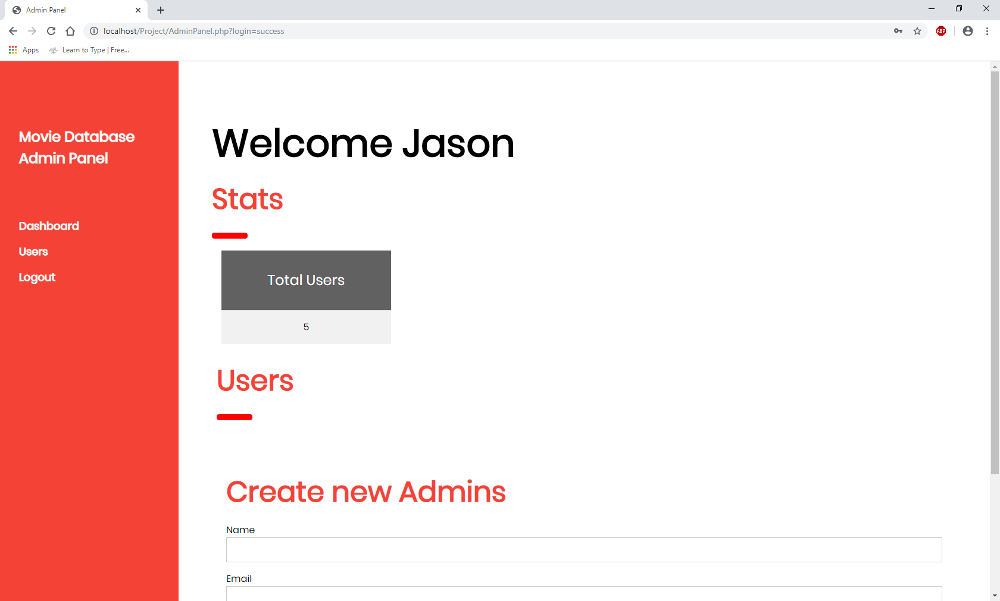 Admin Panel
localhost/Project/AdminPanel.php?login=success
ABP
Apps
Learn to Type | Free...
Movie Database
Admin Panel
Dashboard
Users
Logout
Welcome Jason
Stats
Total Users
5
Users
Create new Admins
Name
Email